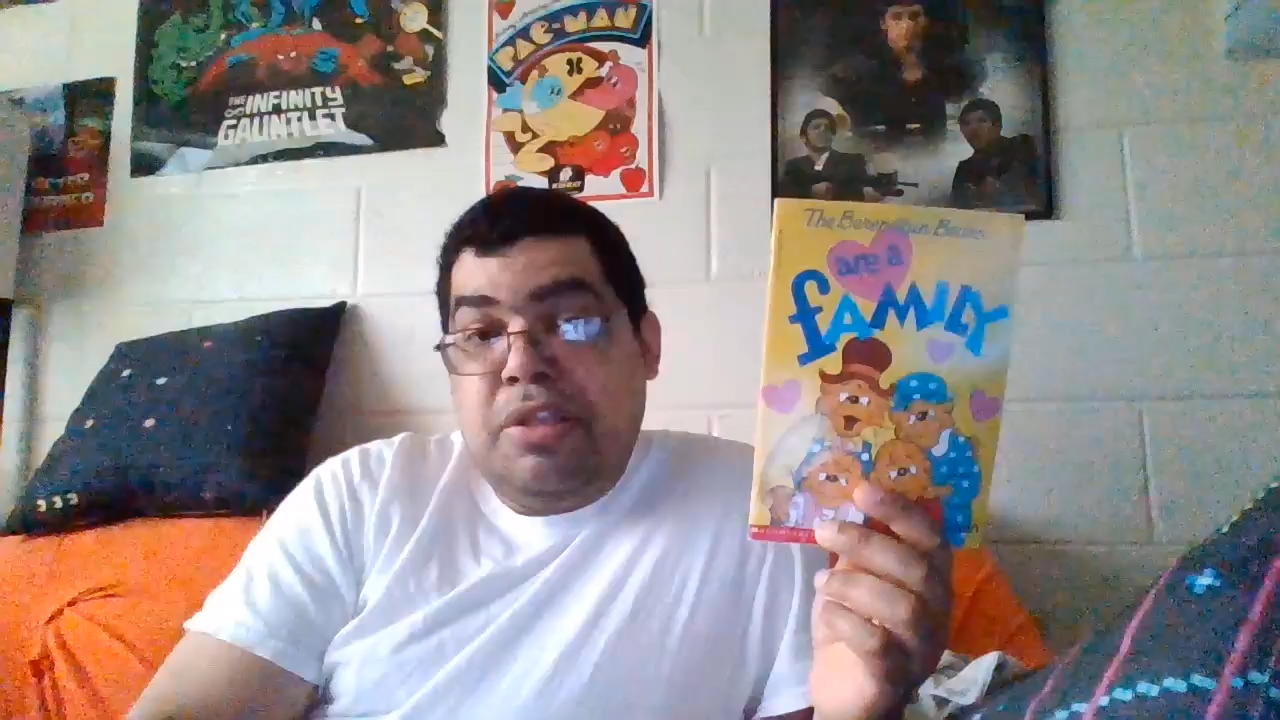 THE
INFINITY
GAUNTLET
PAC-MAN
The Berenstain Bears
are a
FAMILY